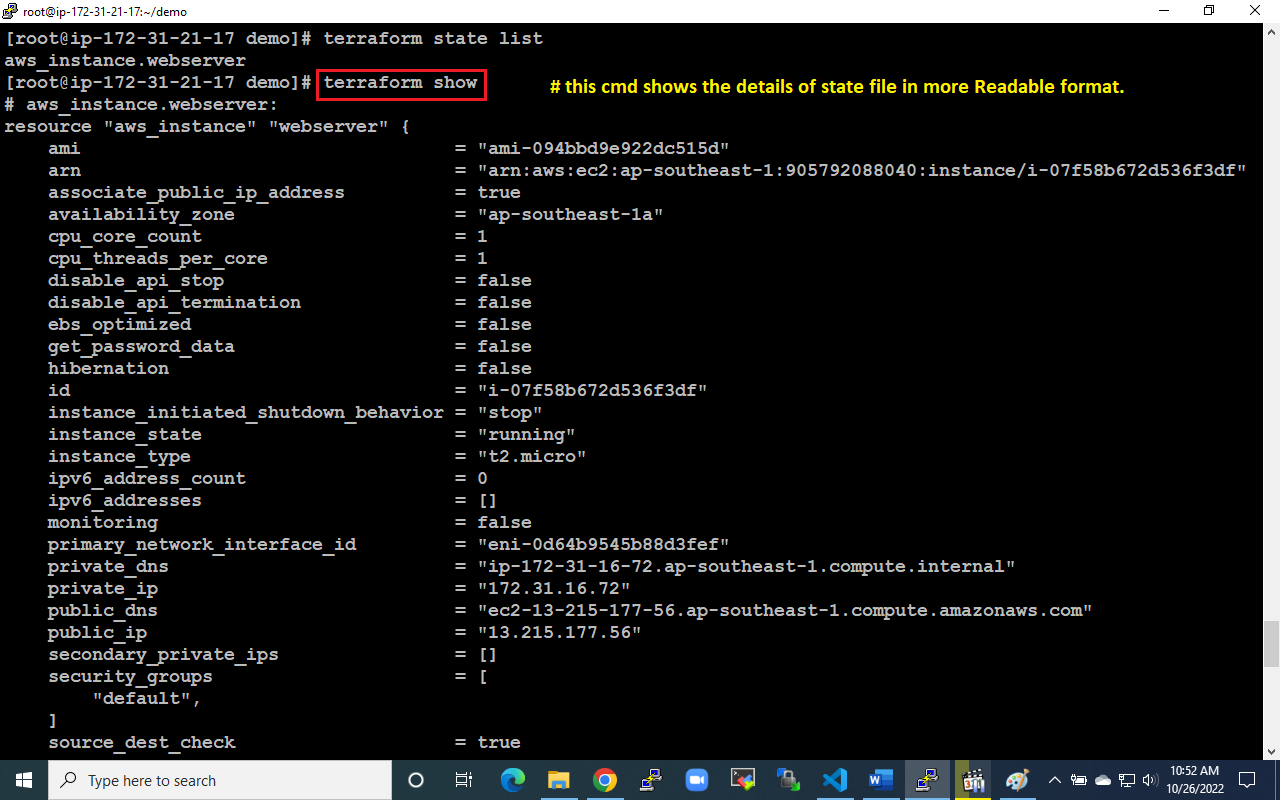 root@ip-172-31-21-17:~/demo
[root@ip-172-31-21-17 demo]# terraform state list
aws_instance.webserver
[root@ip-172-31-21-17 demo]# terraform show # this cmd shows the details of state file in more Readable format.
# aws_instance.webserver:
resource "aws_instance" "webserver" {
    ami                                  = "ami-094bbd9e922dc515d"
    arn                                  = "arn:aws:ec2:ap-southeast-1:905792088040:instance/i-07f58b672d536f3df"
    associate_public_ip_address          = true
    availability_zone                    = "ap-southeast-1a"
    cpu_core_count                       = 1
    cpu_threads_per_core                 = 1
    disable_api_stop                     = false
    disable_api_termination              = false
    ebs_optimized                        = false
    get_password_data                    = false
    hibernation                          = false
    id                                   = "i-07f58b672d536f3df"
    instance_initiated_shutdown_behavior = "stop"
    instance_state                       = "running"
    instance_type                        = "t2.micro"
    ipv6_address_count                   = 0
    ipv6_addresses                       = []
    monitoring                           = false
    primary_network_interface_id         = "eni-0d64b9545b88d3fef"
    private_dns                          = "ip-172-31-16-72.ap-southeast-1.compute.internal"
    private_ip                           = "172.31.16.72"
    public_dns                           = "ec2-13-215-177-56.ap-southeast-1.compute.amazonaws.com"
    public_ip                            = "13.215.177.56"
    secondary_private_ips                = []
    security_groups                      = [
        "default",
    ]
    source_dest_check                    = true
Type here to search
10:52 AM
10/26/2022